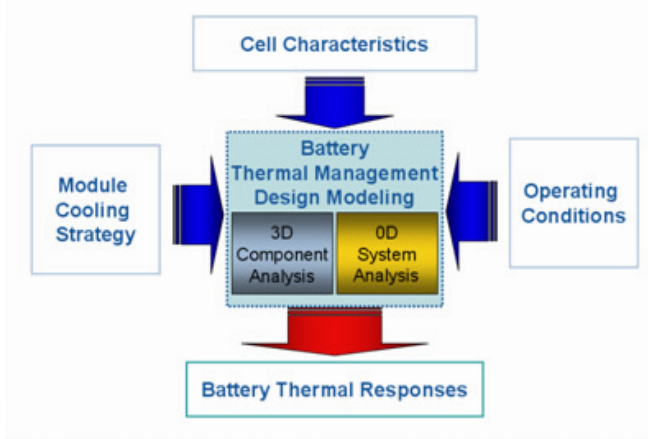 Cell Characteristics
Battery
Thermal Management
Design Modeling
Module
Cooling
Strategy
Operating
Conditions
3D
Component
Analysis
0D
System
Analysis
Battery Thermal Responses